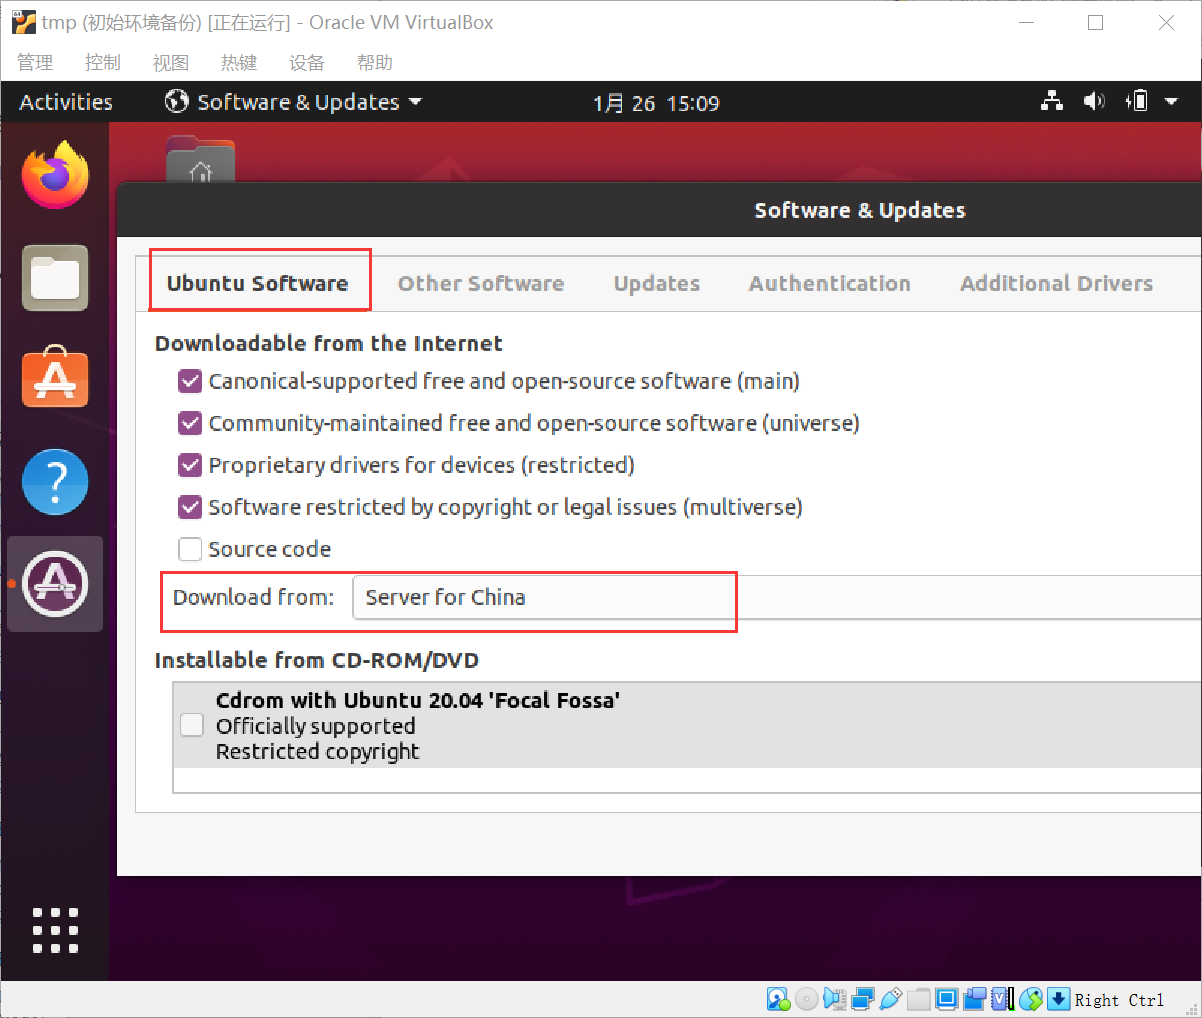 tmp (初始环境备份) [正在运行] - Oracle VM VirtualBox
管理 控制 视图 热键 设备 帮助
Activities Software & Updates 1月 26 15:09
Software & Updates
Ubuntu Software Other Software Updates Authentication Additional Drivers
Downloadable from the Internet
Canonical-supported free and open-source software (main)
Community-maintained free and open-source software (universe)
Proprietary drivers for devices (restricted)
Software restricted by copyright or legal issues (multiverse)
Source code
Download from: Server for China
Installable from CD-ROM/DVD
Cdrom with Ubuntu 20.04 'Focal Fossa'
Officially supported
Restricted copyright
Right Ctrl